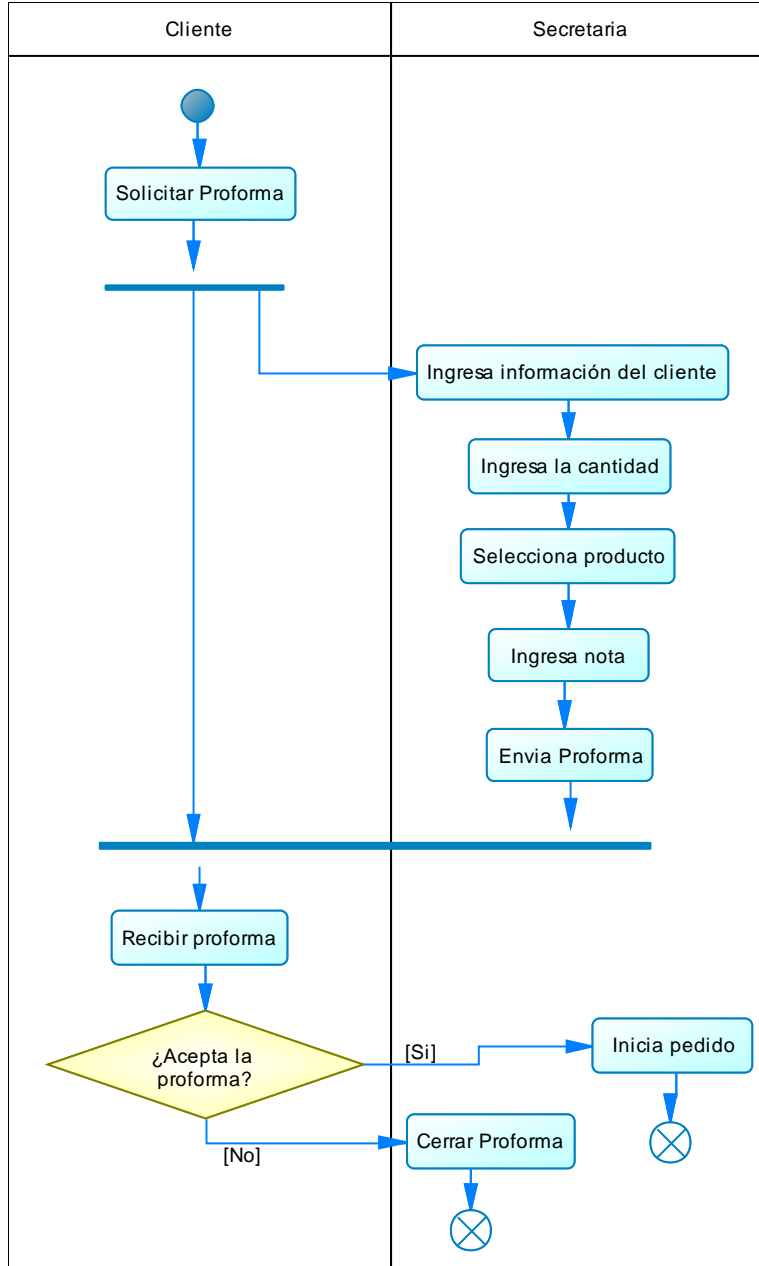 Cliente
Secretaria
Solicitar Proforma
Ingresa información del cliente
Ingresa la cantidad
Selecciona producto
Ingresa nota
Envia Proforma
Recibir proforma
¿Acepta la
proforma?
[Si]
Inicia pedido
[No]
Cerrar Proforma